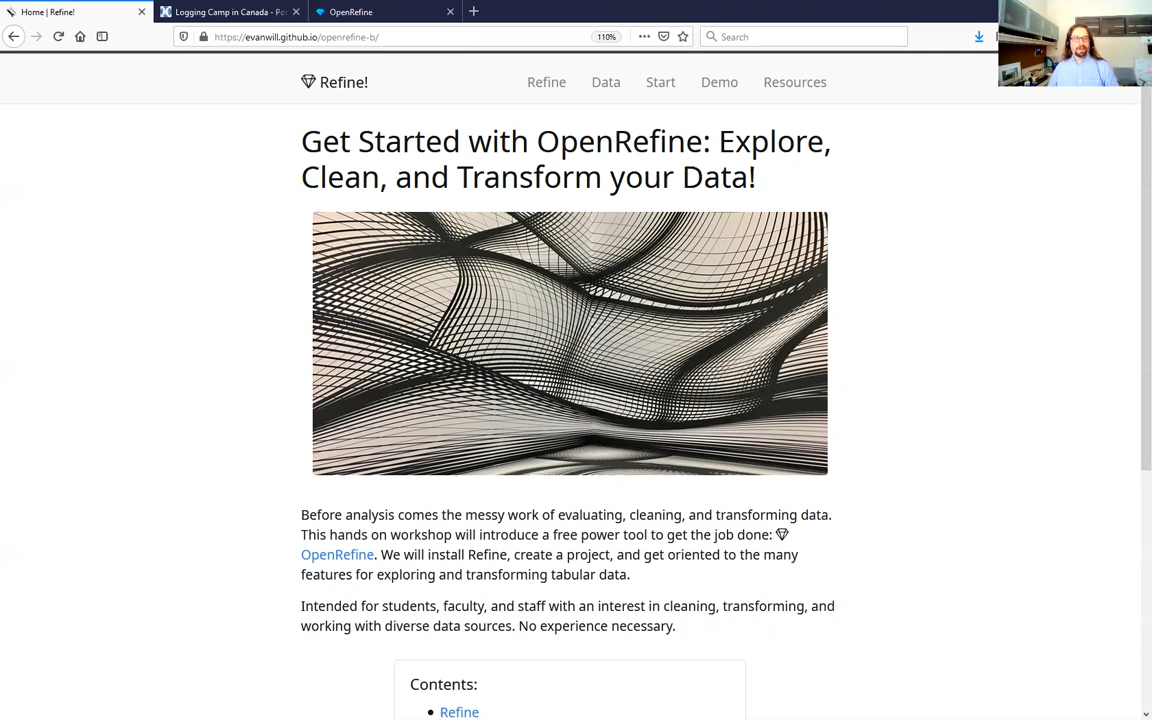 Home | Refine!
Logging Camp in Canada - Po
OpenRefine
https://evanwill.github.io/openrefine-b/
110%
Search
Refine!
Refine
Data
Start
Demo
Resources
Get Started with OpenRefine: Explore,
Clean, and Transform your Data!
Before analysis comes the messy work of evaluating, cleaning, and transforming data.
This hands on workshop will introduce a free power tool to get the job done:
OpenRefine. We will install Refine, create a project, and get oriented to the many
features for exploring and transforming tabular data.
Intended for students, faculty, and staff with an interest in cleaning, transforming, and
working with diverse data sources. No experience necessary.
Contents:
• Refine